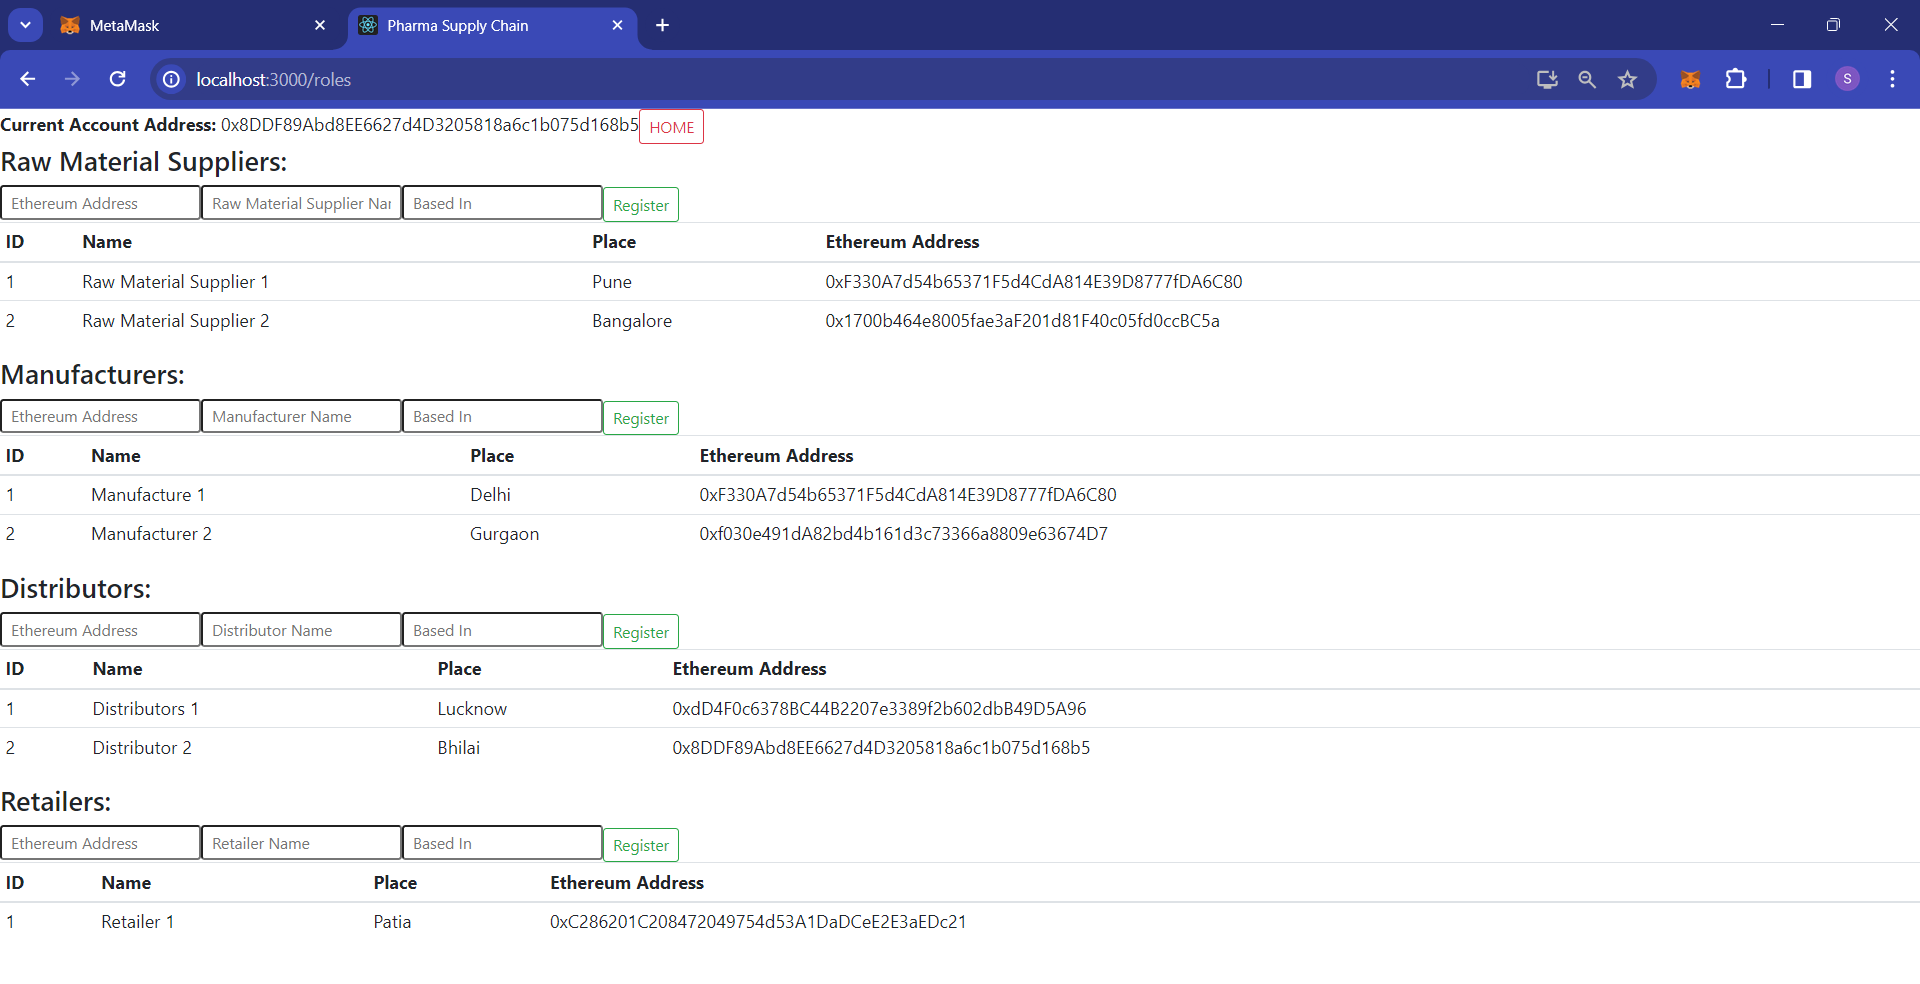 MetaMask
Pharma Supply Chain
localhost:3000/roles
S
Current Account Address: 0x8DDF89Abd8EE6627d4D3205818a6c1b075d168b5 HOME
Raw Material Suppliers:
Ethereum Address Raw Material Supplier Nar Based In Register
ID Name Place Ethereum Address
1 Raw Material Supplier 1 Pune 0xF330A7d54b65371F5d4CdA814E39D8777fDA6C80
2 Raw Material Supplier 2 Bangalore 0x1700b464e8005fae3aF201d81F40c05fd0ccBC5a
Manufacturers:
Ethereum Address Manufacturer Name Based In Register
ID Name Place Ethereum Address
1 Manufacture 1 Delhi 0xF330A7d54b65371F5d4CdA814E39D8777fDA6C80
2 Manufacturer 2 Gurgaon 0xf030e491dA82bd4b161d3c73366a8809e63674D7
Distributors:
Ethereum Address Distributor Name Based In Register
ID Name Place Ethereum Address
1 Distributors 1 Lucknow 0xdD4F0c6378BC44B2207e3389f2b602dbB49D5A96
2 Distributor 2 Bhilai 0x8DDF89Abd8EE6627d4D3205818a6c1b075d168b5
Retailers:
Ethereum Address Retailer Name Based In Register
ID Name Place Ethereum Address
1 Retailer 1 Patia 0xC286201C208472049754d53A1DaDCeE2E3aEDc21